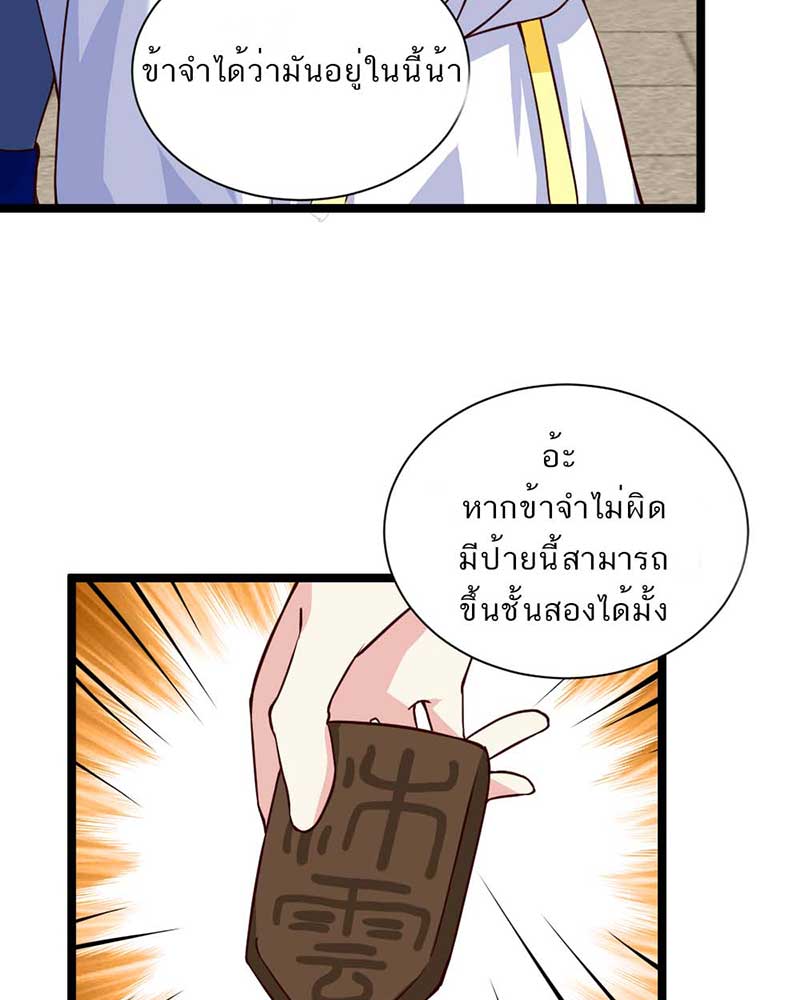 ข้าจำได้ว่ามันอยู่ในนี้น้า
อ้ะ
หากข้าจำไม่ผิด
มีป้ายนี้สามารถ
ขึ้นชั้นสองได้มั้ง
雲